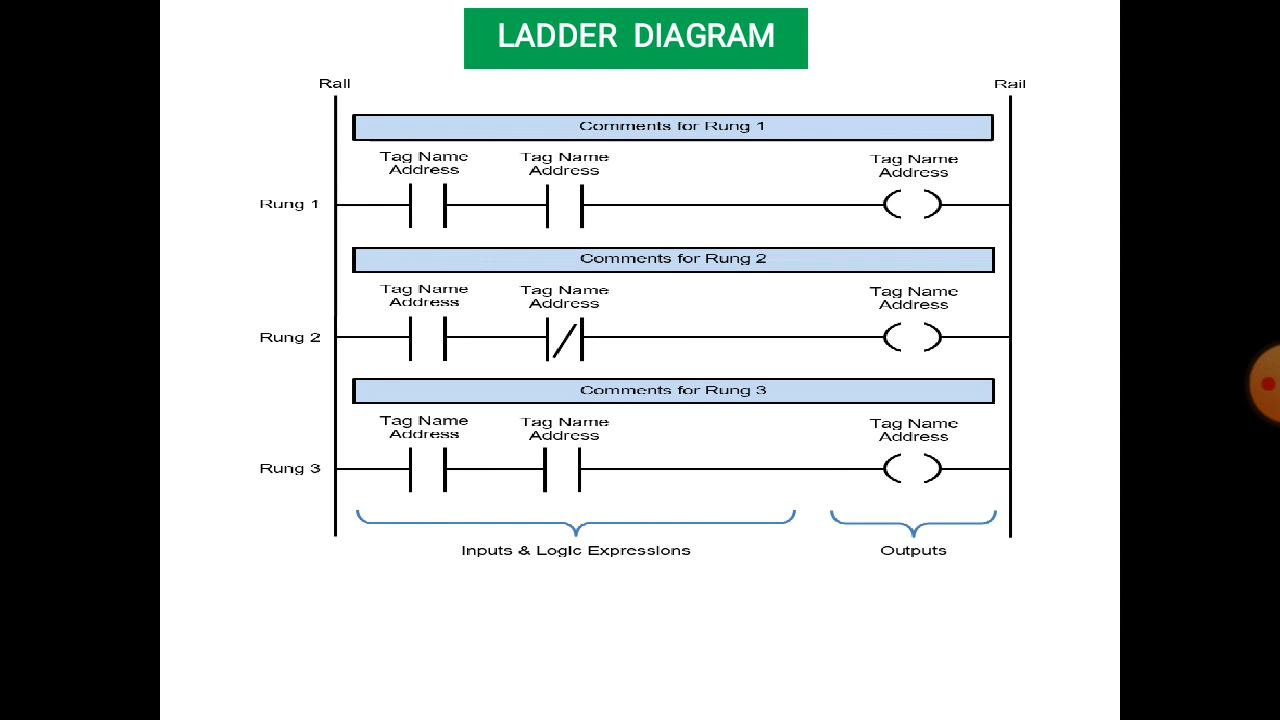 LADDER DIAGRAM
Rail Rail
Comments for Rung 1
Tag Name Tag Name Tag Name
Address Address Address
Rung 1
Comments for Rung 2
Tag Name Tag Name Tag Name
Address Address Address
Rung 2
Comments for Rung 3
Tag Name Tag Name Tag Name
Address Address Address
Rung 3
Inputs & Logic Expressions Outputs